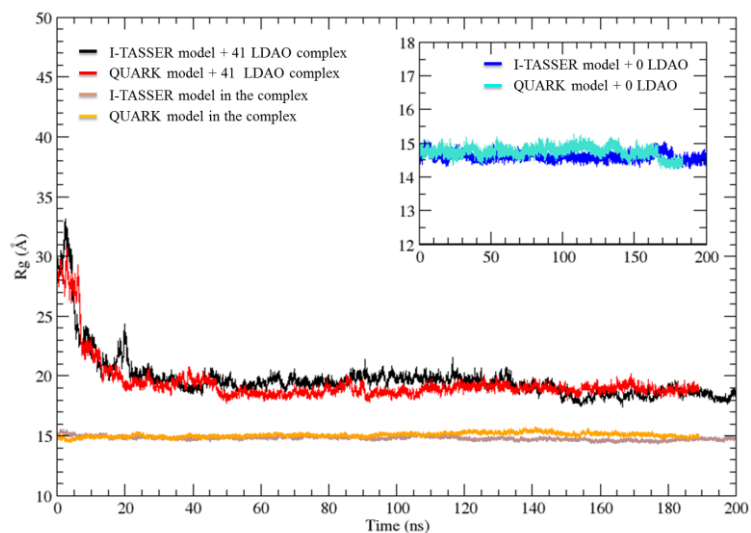 50
45
40
35
30
25
20
15
10
Rg (Å)
I-TASSER model + 41 LDAO complex
QUARK model + 41 LDAO complex
I-TASSER model in the complex
QUARK model in the complex
18
17
16
15
14
13
12
I-TASSER model + 0 LDAO
QUARK model + 0 LDAO
0 50 100 150 200
0 20 40 60 80 100 120 140 160 180 200
Time (ns)